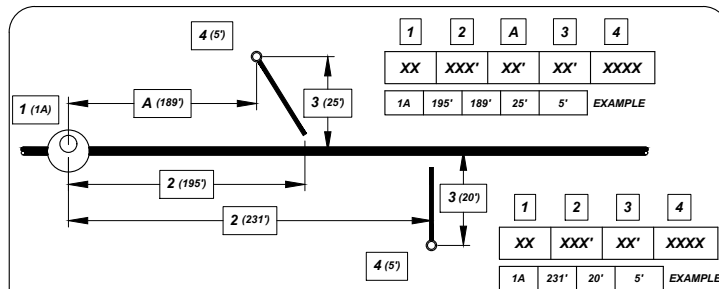 4 (5')
1 2 A 3 4
XX XXX' XX' XX' XXXX
1A 195' 189' 25' 5' EXAMPLE
1 (1A)
A (189')
3 (25')
2 (195')
2 (231')
3 (20')
4 (5')
1 2 3 4
XX XXX' XX' XXXX
1A 231' 20' 5' EXAMPLE